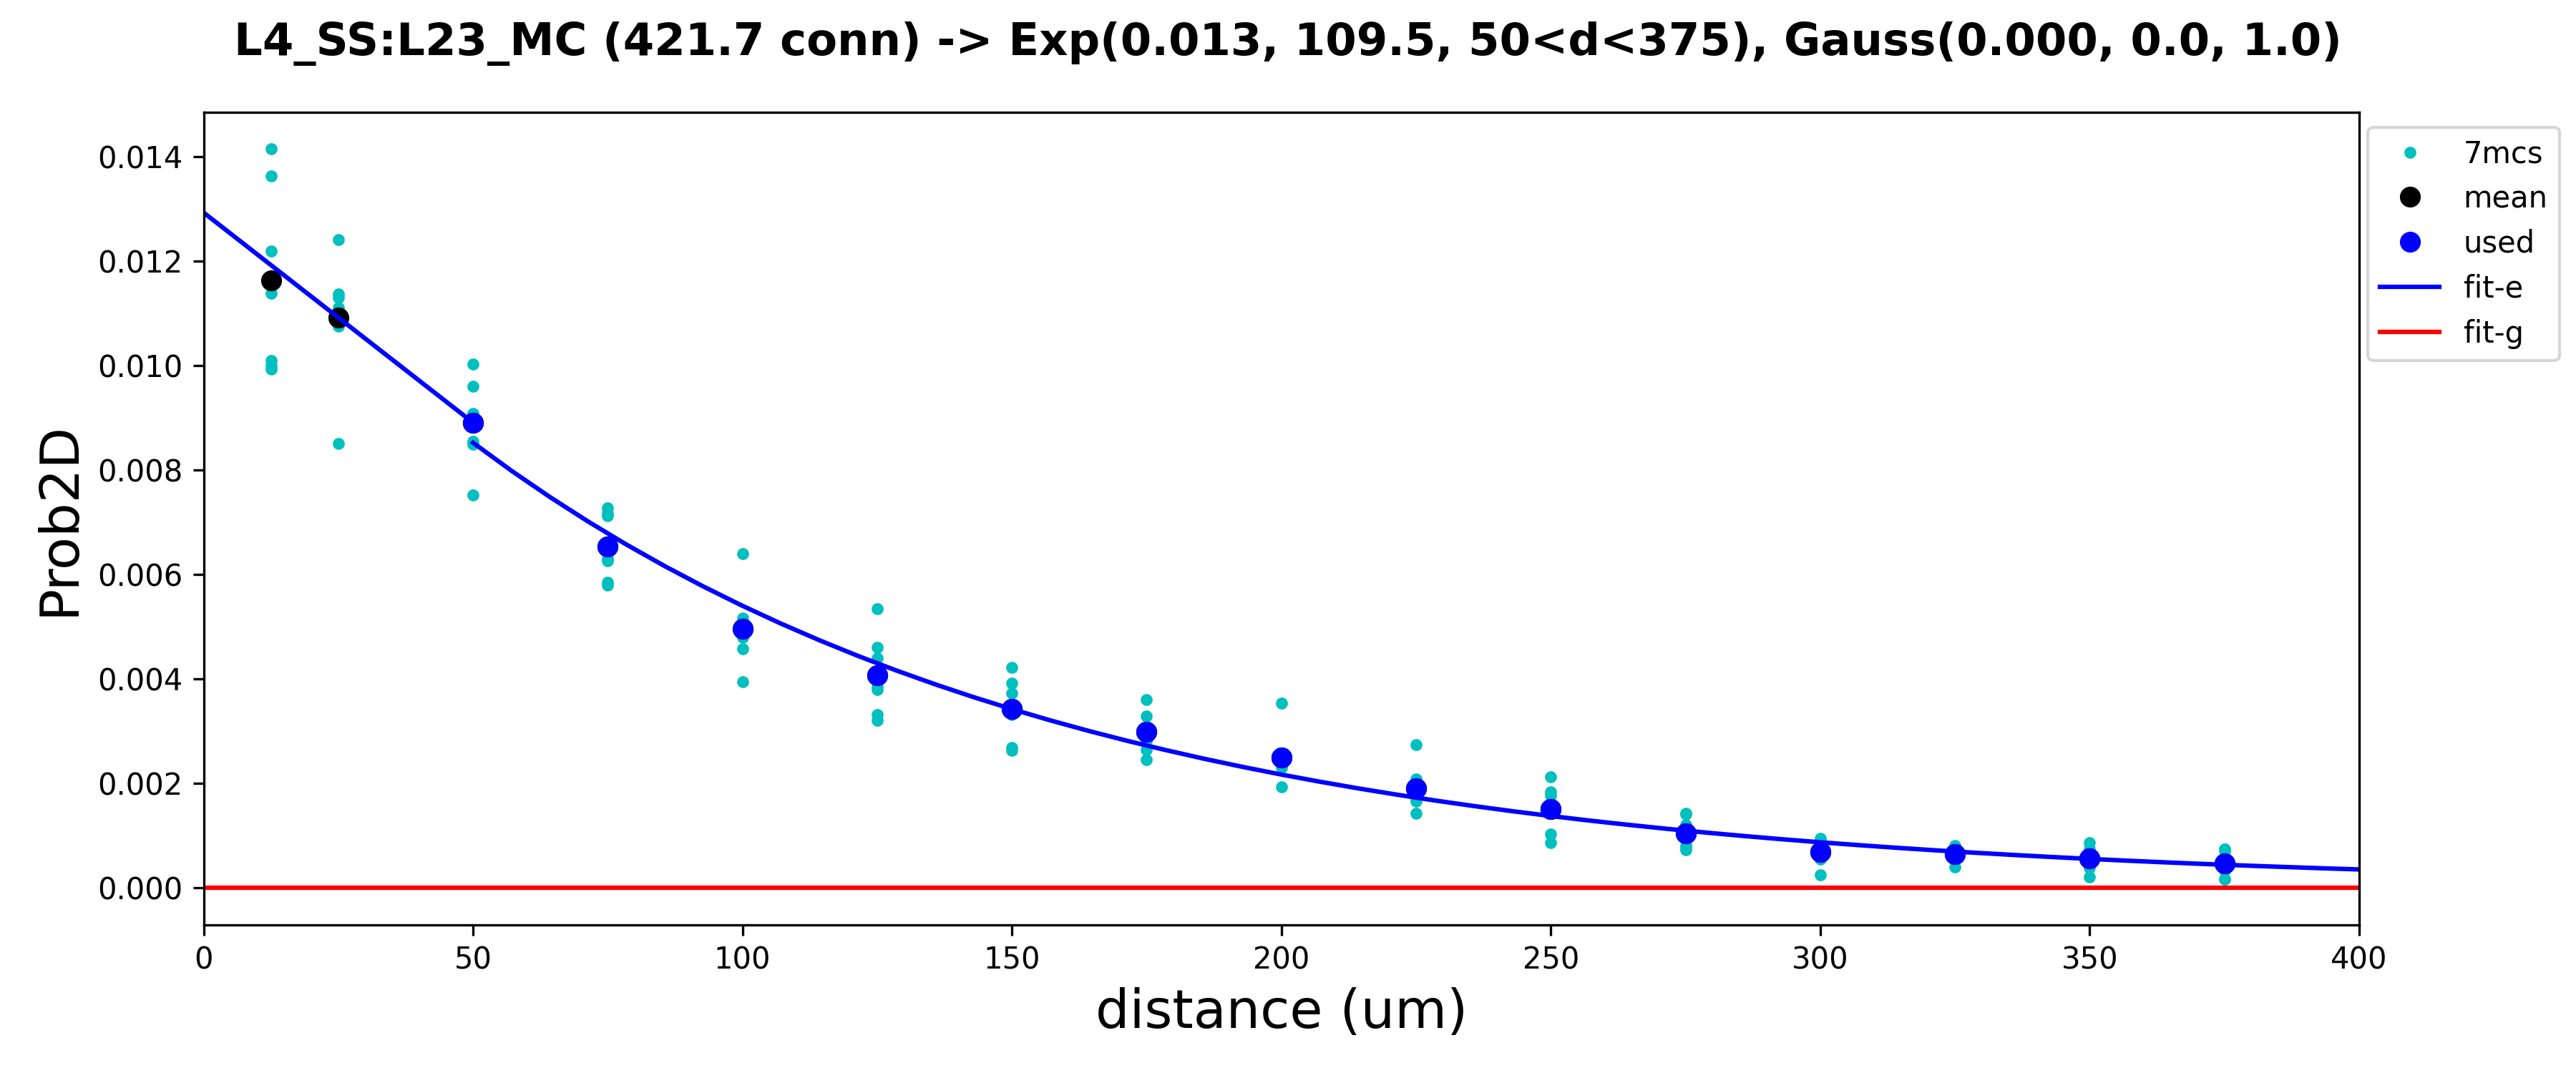 L4_SS:L23_MC (421.7 conn) -> Exp(0.013, 109.5, 50<d<375), Gauss(0.000, 0.0, 1.0)
Prob2D
0.014
0.012
0.010
0.008
0.006
0.004
0.002
0.000
0 50 100 150 200 250 300 350 400
distance (um)
7mcs
mean
used
fit-e
fit-g